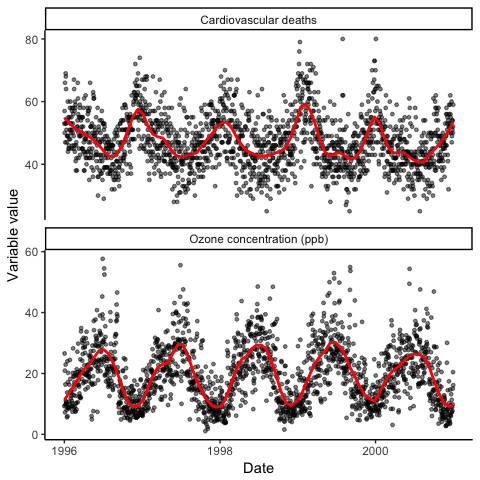 Cardiovascular deaths
80
60
40
Ozone concentration (ppb)
60
40
20
0
1996
1998
2000
Date
Variable value